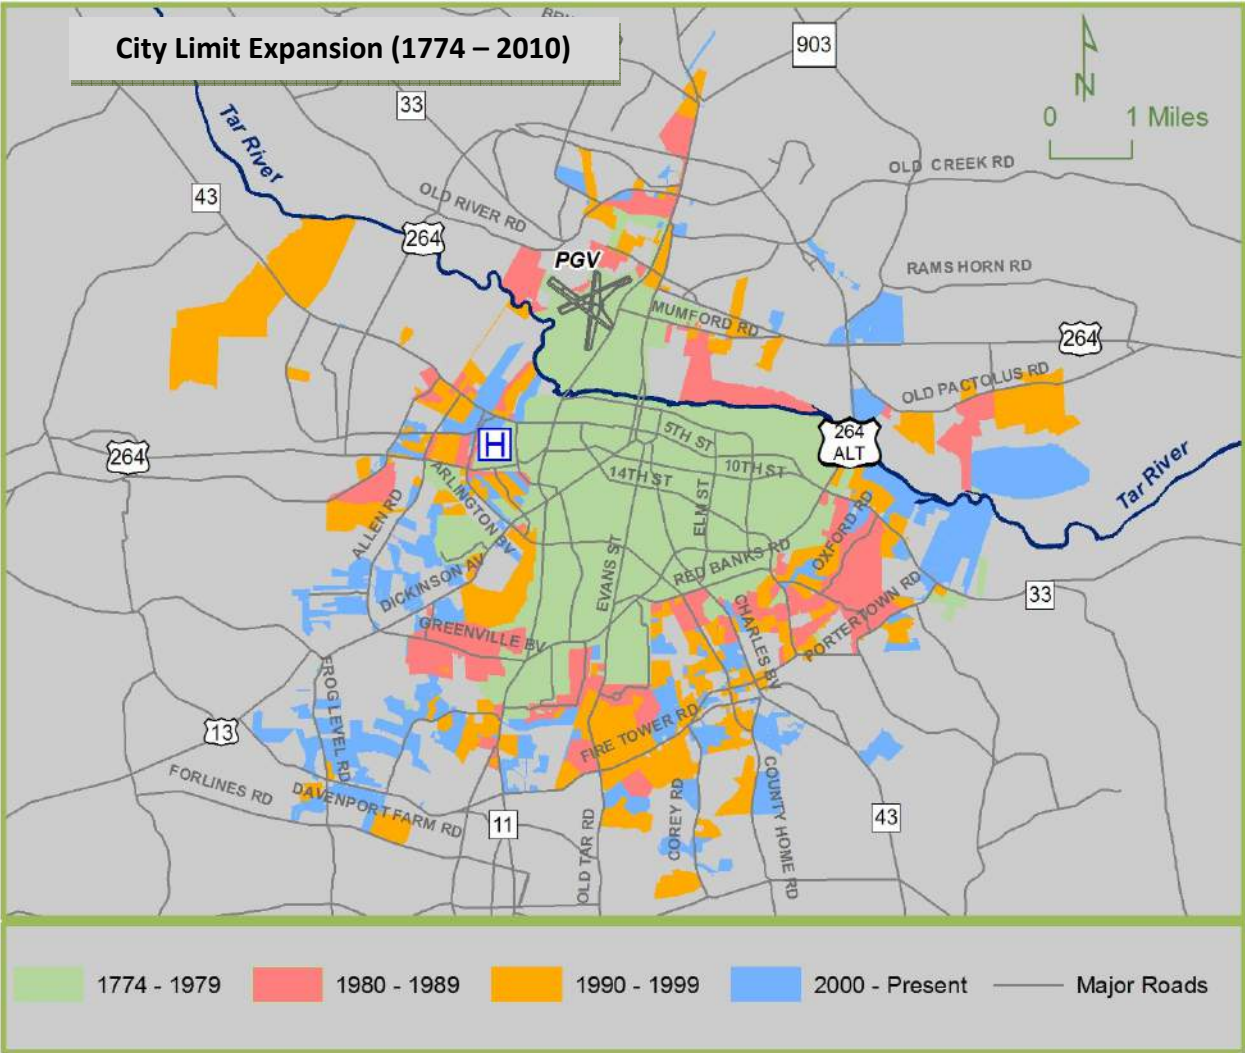 City Limit Expansion (1774 – 2010)
903
N
0 1 Miles
33
Tar River
43
OLD CREEK RD
OLD RIVER RD
264
PGV
RAMS HORN RD
MUMFORD RD
264
OLD PACTOLUS RD
5TH ST
264
ALT
H
264
14TH ST
10TH ST
Tar River
ARLINGTON BV
ELM ST
ALLEN RD
OXFORD RD
RED BANKS RD
EVANS ST
DICKINSON AV
33
CHARLES BV
PORTERTOWN RD
GREENVILLE BV
FROG LEVEL RD
13
FIRE TOWER RD
FORLINES RD
DAVENPORT FARM RD
COUNTY HOME RD
COREY RD
11
43
OLD TAR RD
1774 - 1979
1980 - 1989
1990 - 1999
2000 - Present
Major Roads